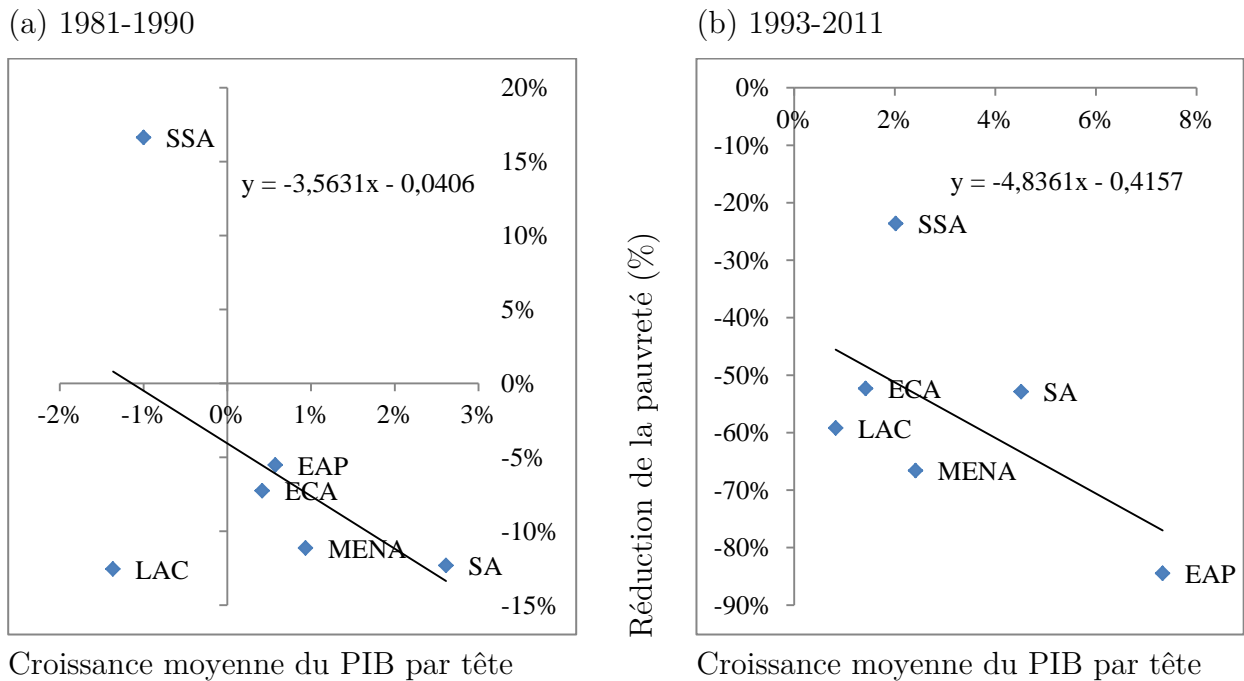 (a) 1981-1990
20%
SSA
15%
y = -3,5631x - 0,0406
10%
5%
0%
-2% -1% 0% 1% 2% 3%
EAP
-5%
ECA
-10%
MENA
SA
LAC
-15%
Croissance moyenne du PIB par tête
(b) 1993-2011
Réduction de la pauvreté (%)
0%
0% 2% 4% 6% 8%
-10%
y = -4,8361x - 0,4157
-20%
SSA
-30%
-40%
-50%
ECA SA
LAC
-60%
MENA
-70%
-80%
EAP
-90%
Croissance moyenne du PIB par tête